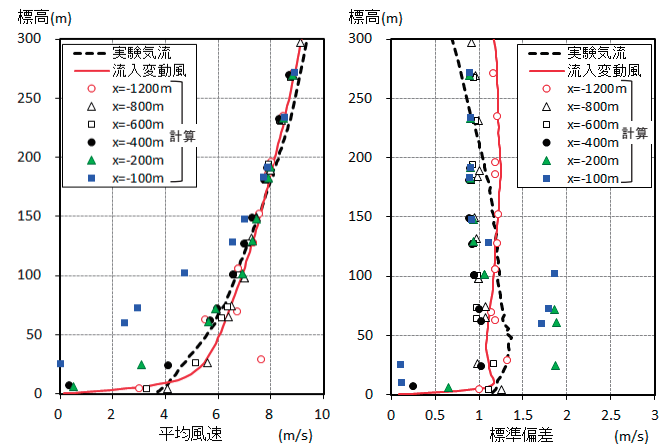 標高(m)
300
250
200
150
100
50
0
0
2
4
6
8
10
平均風速
(m/s)
実験気流
流入変動風
x=-1200m
x=-800m
x=-600m
x=-400m
x=-200m
x=-100m
計算
標高(m)
300
250
200
150
100
50
0
0
0.5
1
1.5
2
3
標準偏差
(m/s)
実験気流
流入変動風
x=-1200m
x=-800m
x=-600m
x=-400m
x=-200m
x=-100m
計算